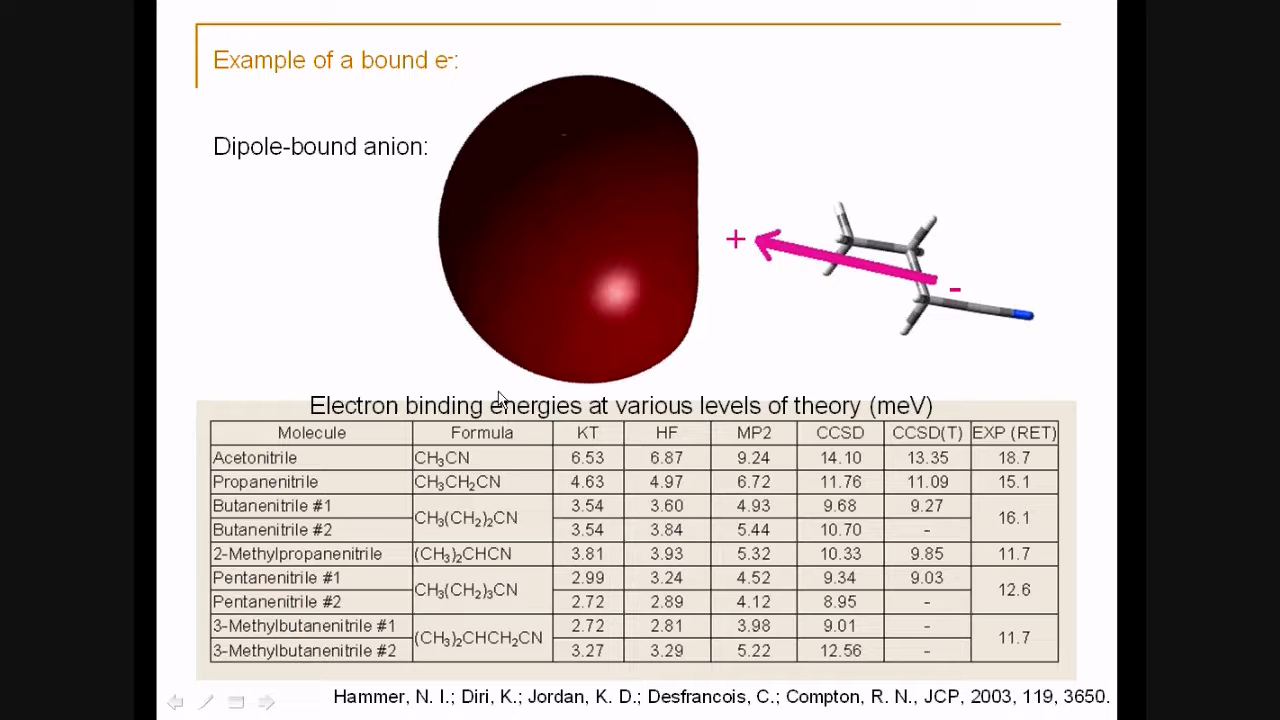 Example of a bound e⁻:
Dipole-bound anion:
+
-
Electron binding energies at various levels of theory (meV)
Molecule Formula KT HF MP2 CCSD CCSD(T) EXP (RET)
Acetonitrile CH₃CN 6.53 6.87 9.24 14.10 13.35 18.7
Propanenitrile CH₃CH₂CN 4.63 4.97 6.72 11.76 11.09 15.1
Butanenitrile #1 CH₃(CH₂)₂CN 3.54 3.60 4.93 9.68 9.27 16.1
Butanenitrile #2 3.54 3.84 5.44 10.70 -
2-Methylpropanenitrile (CH₃)₂CHCN 3.81 3.93 5.32 10.33 9.85 11.7
Pentanenitrile #1 CH₃(CH₂)₃CN 2.99 3.24 4.52 9.34 9.03 12.6
Pentanenitrile #2 2.72 2.89 4.12 8.95 -
3-Methylbutanenitrile #1 (CH₃)₂CHCH₂CN 2.72 2.81 3.98 9.01 - 11.7
3-Methylbutanenitrile #2 3.27 3.29 5.22 12.56 -
Hammer, N. I.; Diri, K.; Jordan, K. D.; Desfrancois, C.; Compton, R. N., JCP, 2003, 119, 3650.